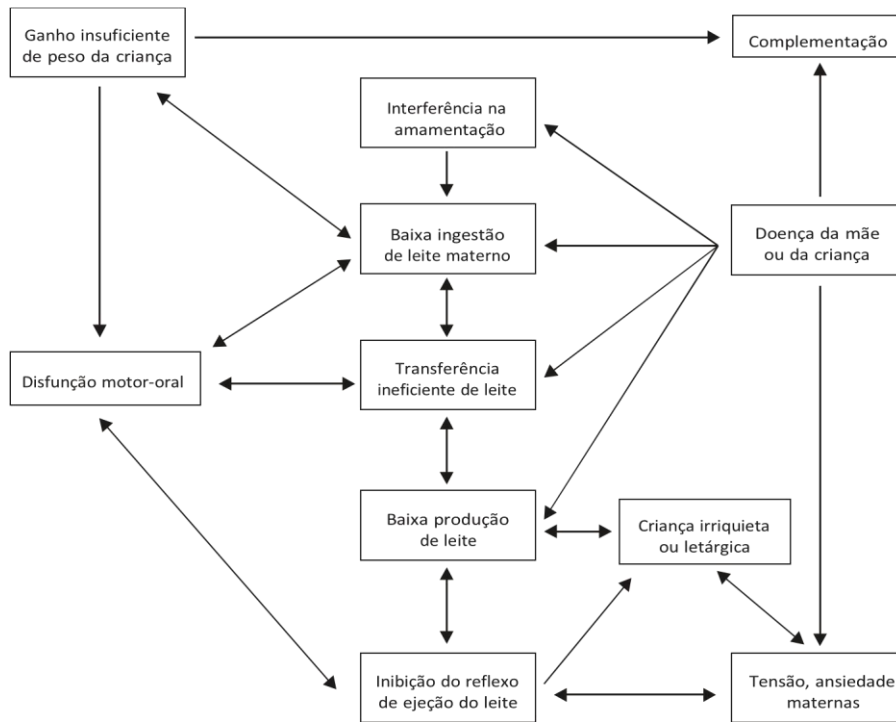 Ganho insuficiente
de peso da criança
Complementação
Interferência na
amamentação
Baixa ingestão
de leite materno
Doença da mãe
ou da criança
Disfunção motor-oral
Transferência
ineficiente de leite
Baixa produção
de leite
Criança irriquieta
ou letárgica
Inibição do reflexo
de ejeção do leite
Tensão, ansiedade
maternas